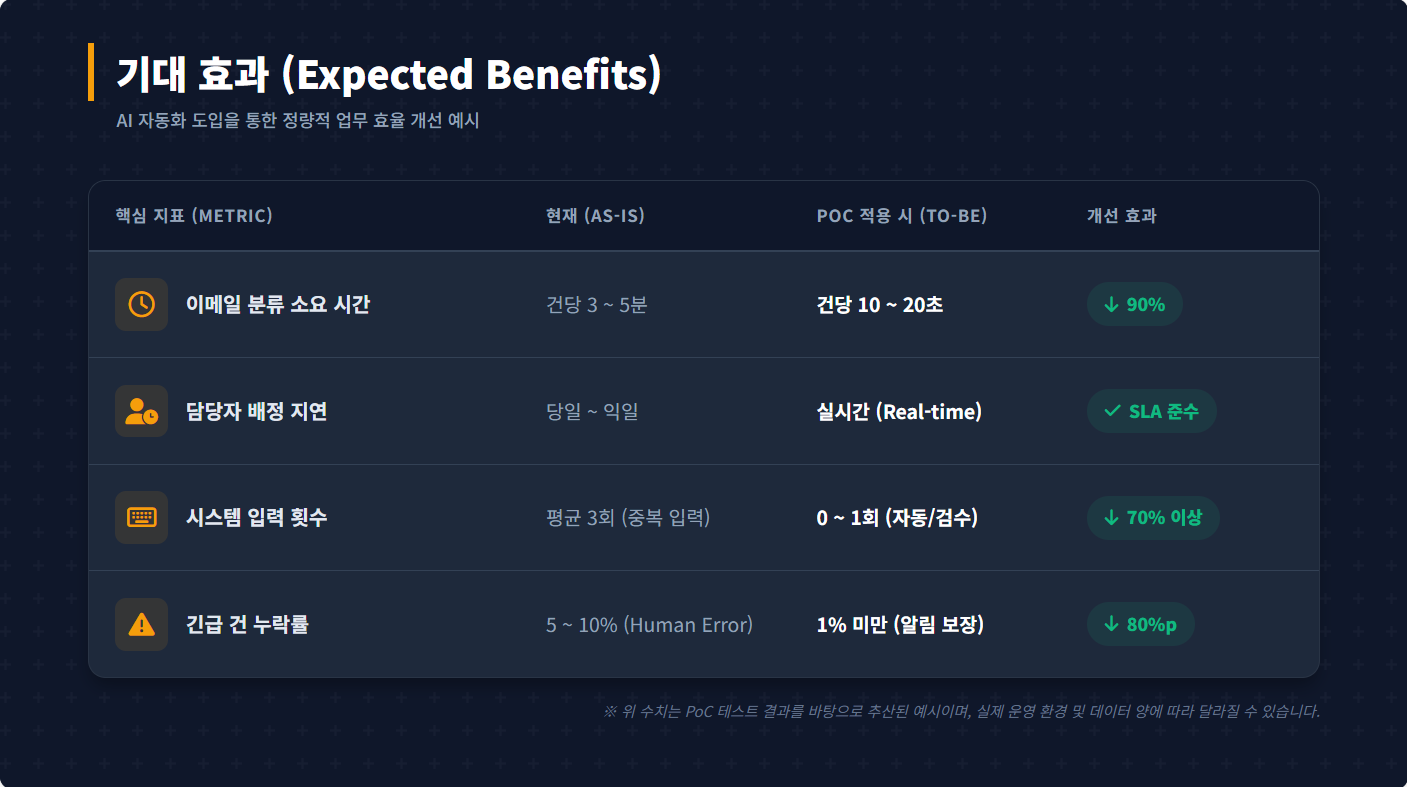 기대 효과 (Expected Benefits)
AI 자동화 도입을 통한 정량적 업무 효율 개선 예시
핵심 지표 (METRIC) 현재 (AS-IS) POC 적용 시 (TO-BE) 개선 효과
이메일 분류 소요 시간 건당 3 ~ 5분 건당 10 ~ 20초 ↓ 90%
담당자 배정 지연 당일 ~ 익일 실시간 (Real-time) ✓ SLA 준수
시스템 입력 횟수 평균 3회 (중복 입력) 0 ~ 1회 (자동/검수) ↓ 70% 이상
긴급 건 누락률 5 ~ 10% (Human Error) 1% 미만 (알림 보장) ↓ 80%p
※ 위 수치는 PoC 테스트 결과를 바탕으로 추산된 예시이며, 실제 운영 환경 및 데이터 양에 따라 달라질 수 있습니다.